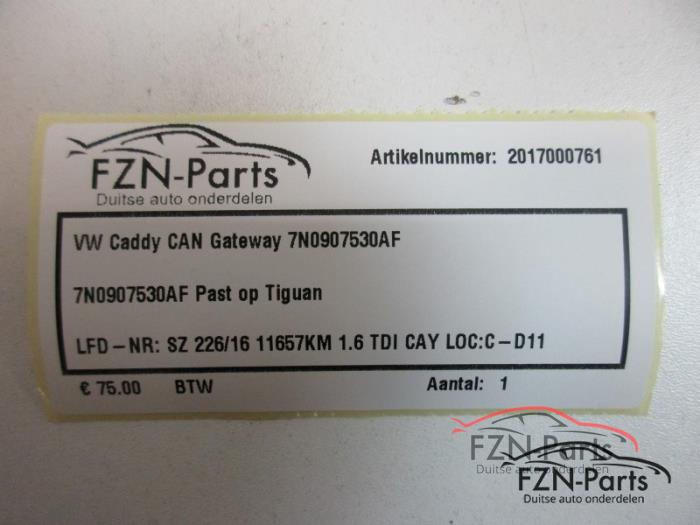 FZN-Parts
Duitse auto onderdelen
Artikelnummer: 2017000761
VW Caddy CAN Gateway 7N0907530AF
7N0907530AF Past op Tiguan
LFD-NR: SZ 226/16 11657KM 1.6 TDI CAY LOC:C-D11
€ 75.00 BTW Aantal: 1
FZN-Parts
Duitse auto onderdelen
FZN-Parts
Duitse auto onderdelen